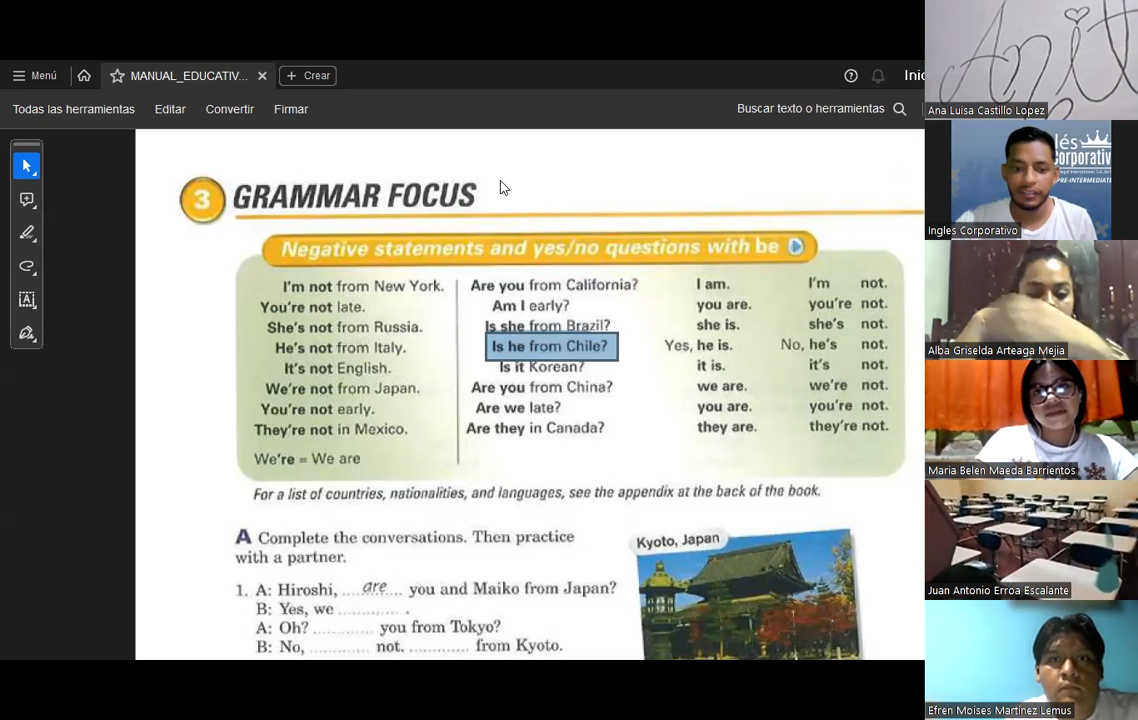 Menú
MANUAL_EDUCATIV...
Crear
Inic
Todas las herramientas
Editar
Convertir
Firmar
Buscar texto o herramientas
3 GRAMMAR FOCUS
Negative statements and yes/no questions with be
I'm not from New York. Are you from California? I am. I'm not.
You're not late. Am I early? you are. you're not.
She's not from Russia. Is she from Brazil? she is. she's not.
He's not from Italy. Is he from Chile? Yes, he is. No, he's not.
It's not English. Is it Korean? it is. it's not.
We're not from Japan. Are you from China? we are. we're not.
You're not early. Are we late? you are. you're not.
They're not in Mexico. Are they in Canada? they are. they're not.
We're = We are
For a list of countries, nationalities, and languages, see the appendix at the back of the book.
A Complete the conversations. Then practice
with a partner.
1. A: Hiroshi, ....are.... you and Maiko from Japan?
B: Yes, we ............ .
A: Oh? ............ you from Tokyo?
B: No, ............ not. ............ from Kyoto.
Kyoto, Japan
Anit
Ana Luisa Castillo Lopez
lés
orporativ
PRE-INTERMEDIATE
Ingles Corporativo
Alba Griselda Arteaga Mejia
Maria Belen Maeda Barrientos
Juan Antonio Erroa Escalante
Efren Moises Martinez Lemus